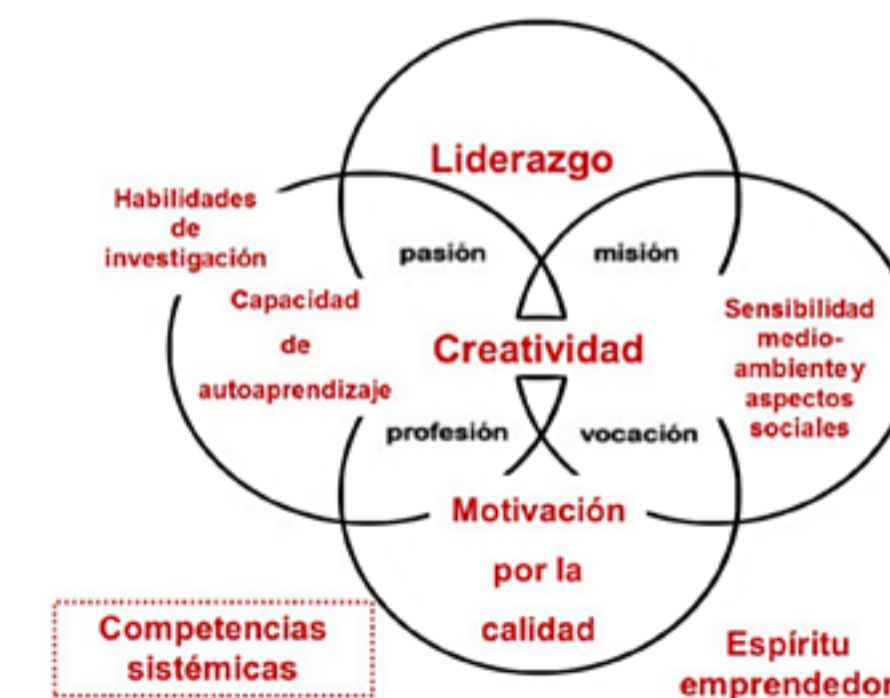 Liderazgo
Habilidades
de
investigación
pasión
misión
Capacidad
de
autoaprendizaje
Creatividad
Sensibilidad
medio-
ambiente y
aspectos
sociales
profesión
vocación
Motivación
por la
calidad
Competencias
sistémicas
Espíritu
emprendedor